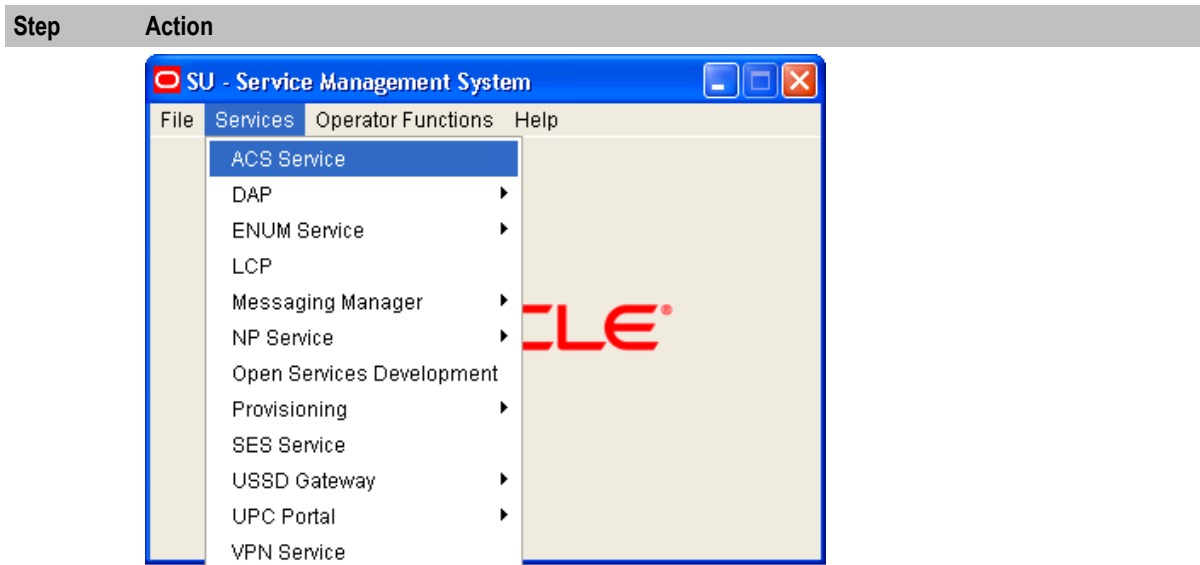 Step Action
SU - Service Management System
File Services Operator Functions Help
ACS Service
DAP
ENUM Service
LCP
Messaging Manager
NP Service
CLE®
Open Services Development
Provisioning
SES Service
USSD Gateway
UPC Portal
VPN Service